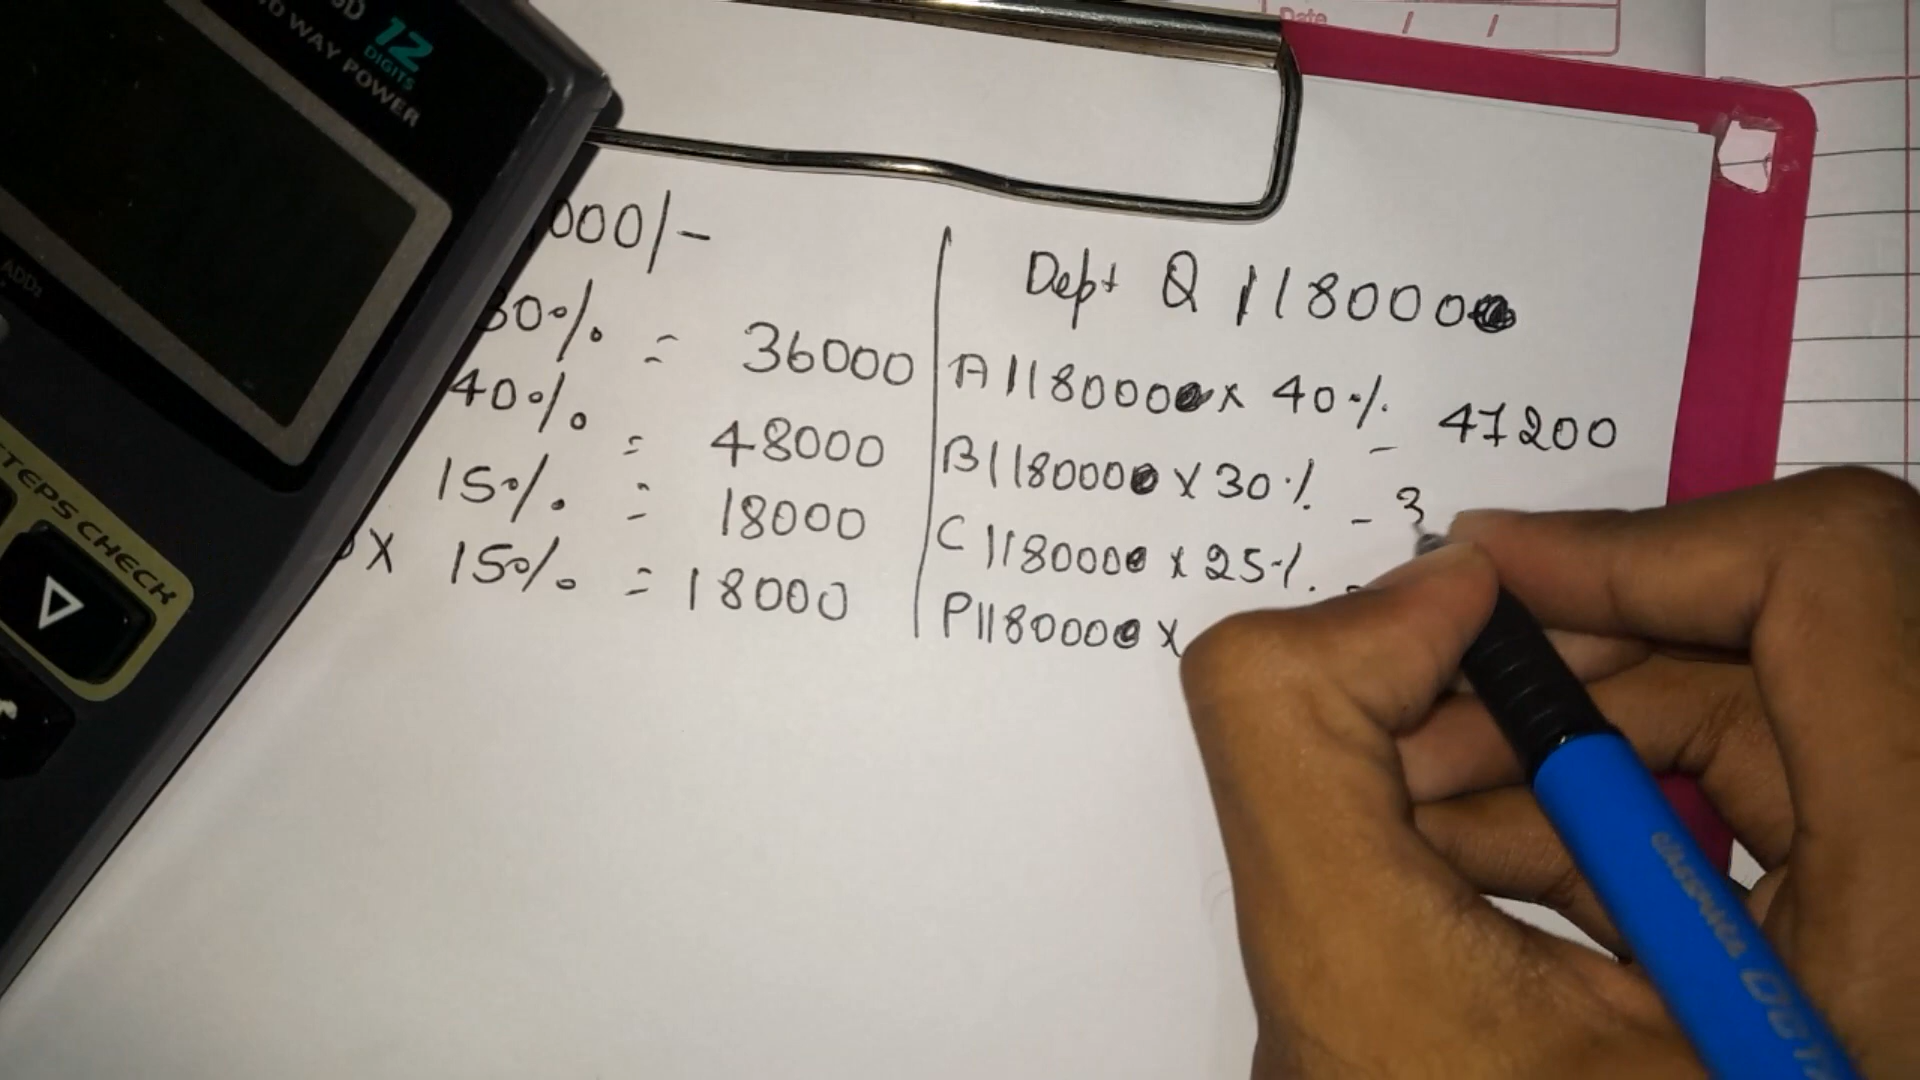 12
DIGITS
WAY POWER
STEPS CHECK
Date / /
000/-
30% = 36000
40% = 48000
15% = 18000
X 15% = 18000
Dept Q 118000
A 118000 x 40% - 47200
B 118000 x 30% - 3
C 118000 x 25% -
P 118000 x